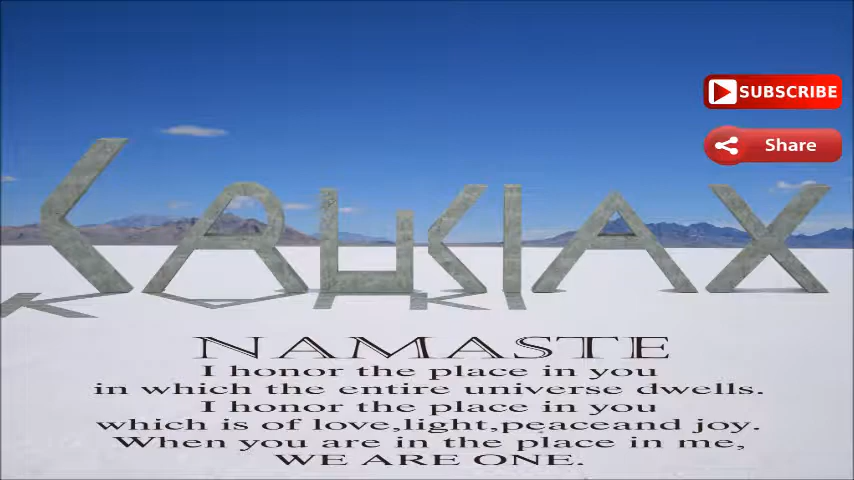 SUBSCRIBE
Share
NAMASTE
I honor the place in you
in which the entire universe dwells.
I honor the place in you
which is of love,light,peaceand joy.
When you are in the place in me,
WE ARE ONE.